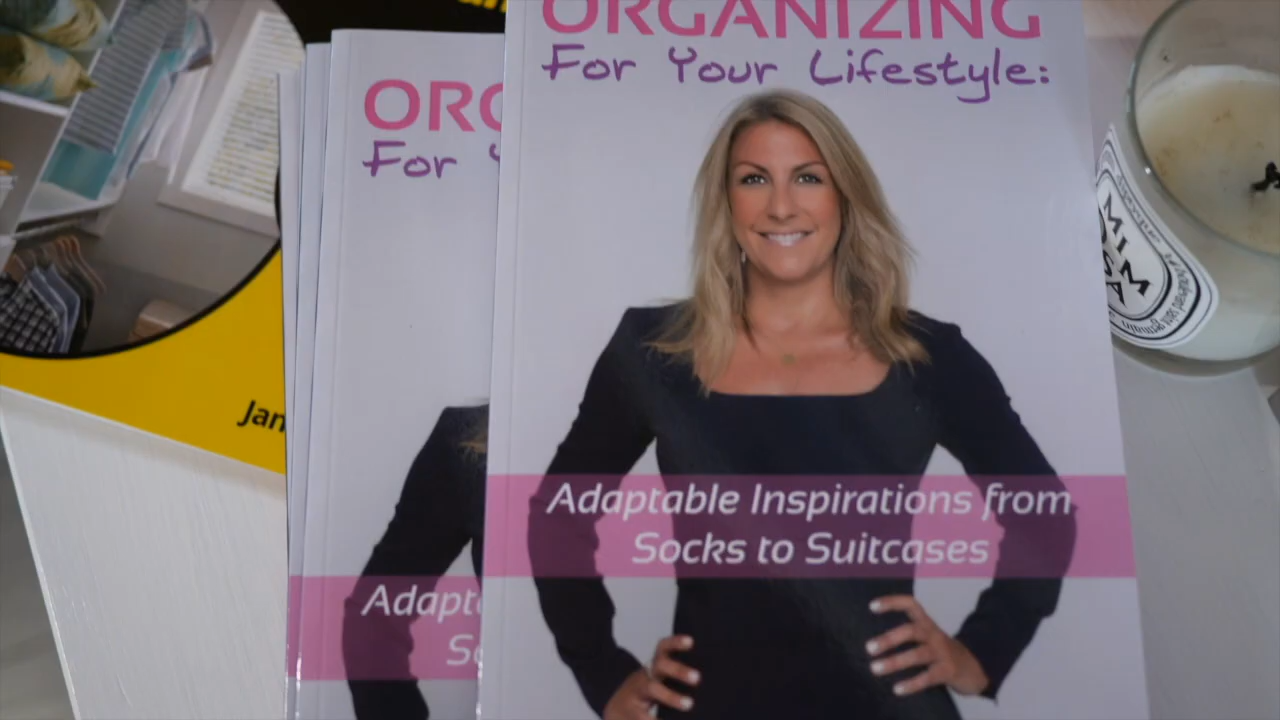 ORGANIZING
For Your Lifestyle:
Adaptable Inspirations from
Socks to Suitcases
ORG
For Y
Adapt
So
Jan
MIM
SA